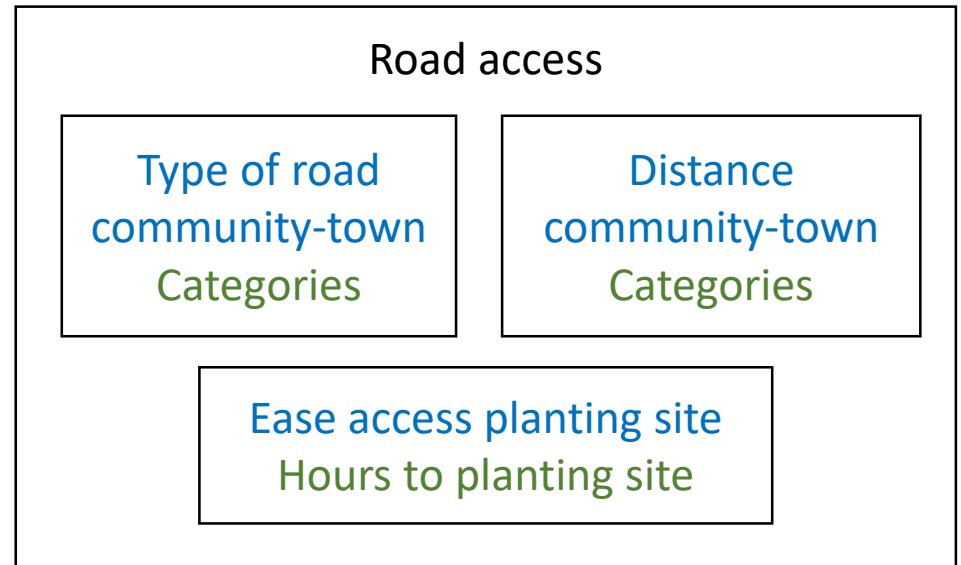 Road access
Type of road
community-town
Categories
Distance
community-town
Categories
Ease access planting site
Hours to planting site